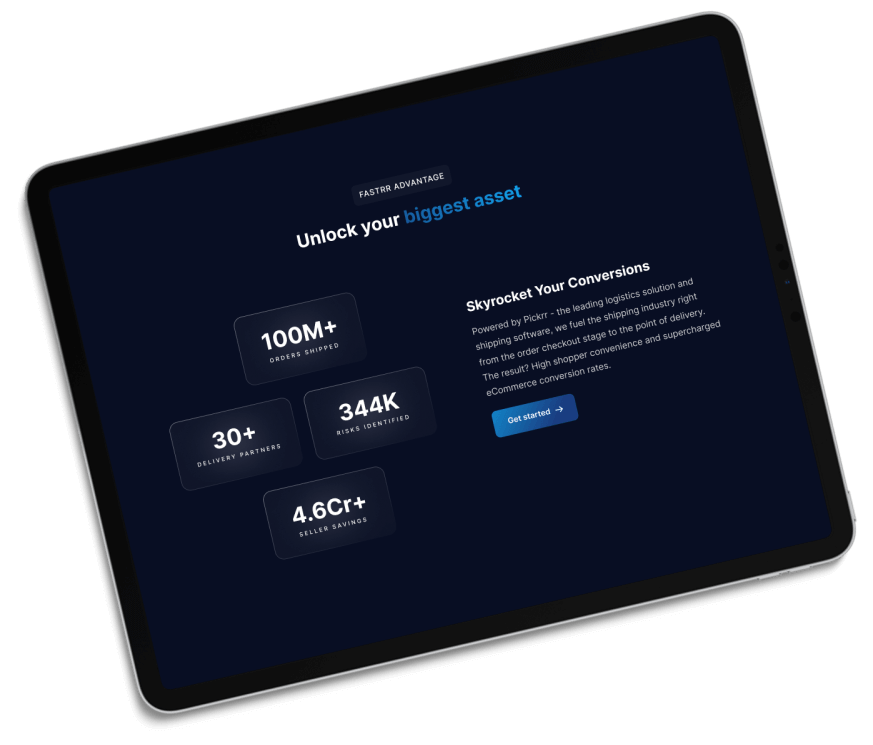 FASTRR ADVANTAGE
Unlock your biggest asset
100M+
ORDERS SHIPPED
30+
DELIVERY PARTNERS
344K
RISKS IDENTIFIED
4.6Cr+
SELLER SAVINGS
Skyrocket Your Conversions
Powered by Pickrr - the leading logistics solution and
shipping software, we fuel the shipping industry right
from the order checkout stage to the point of delivery.
The result? High shopper convenience and supercharged
eCommerce conversion rates.
Get started →